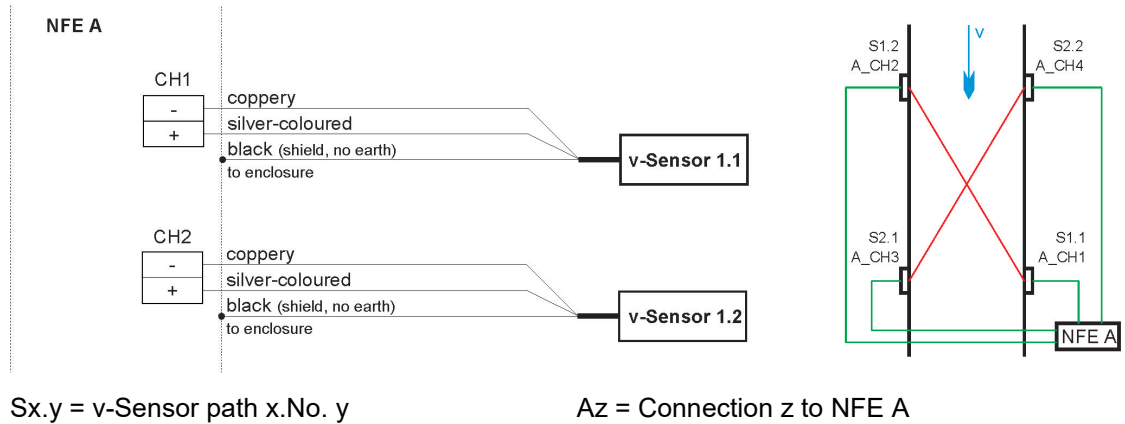 NFE A
CH1
-
+
coppery
silver-coloured
black (shield, no earth)
to enclosure
v-Sensor 1.1
CH2
-
+
coppery
silver-coloured
black (shield, no earth)
to enclosure
v-Sensor 1.2
v
S1.2
A_CH2
S2.2
A_CH4
S2.1
A_CH3
S1.1
A_CH1
NFE A
Sx.y = v-Sensor path x.No. y
Az = Connection z to NFE A